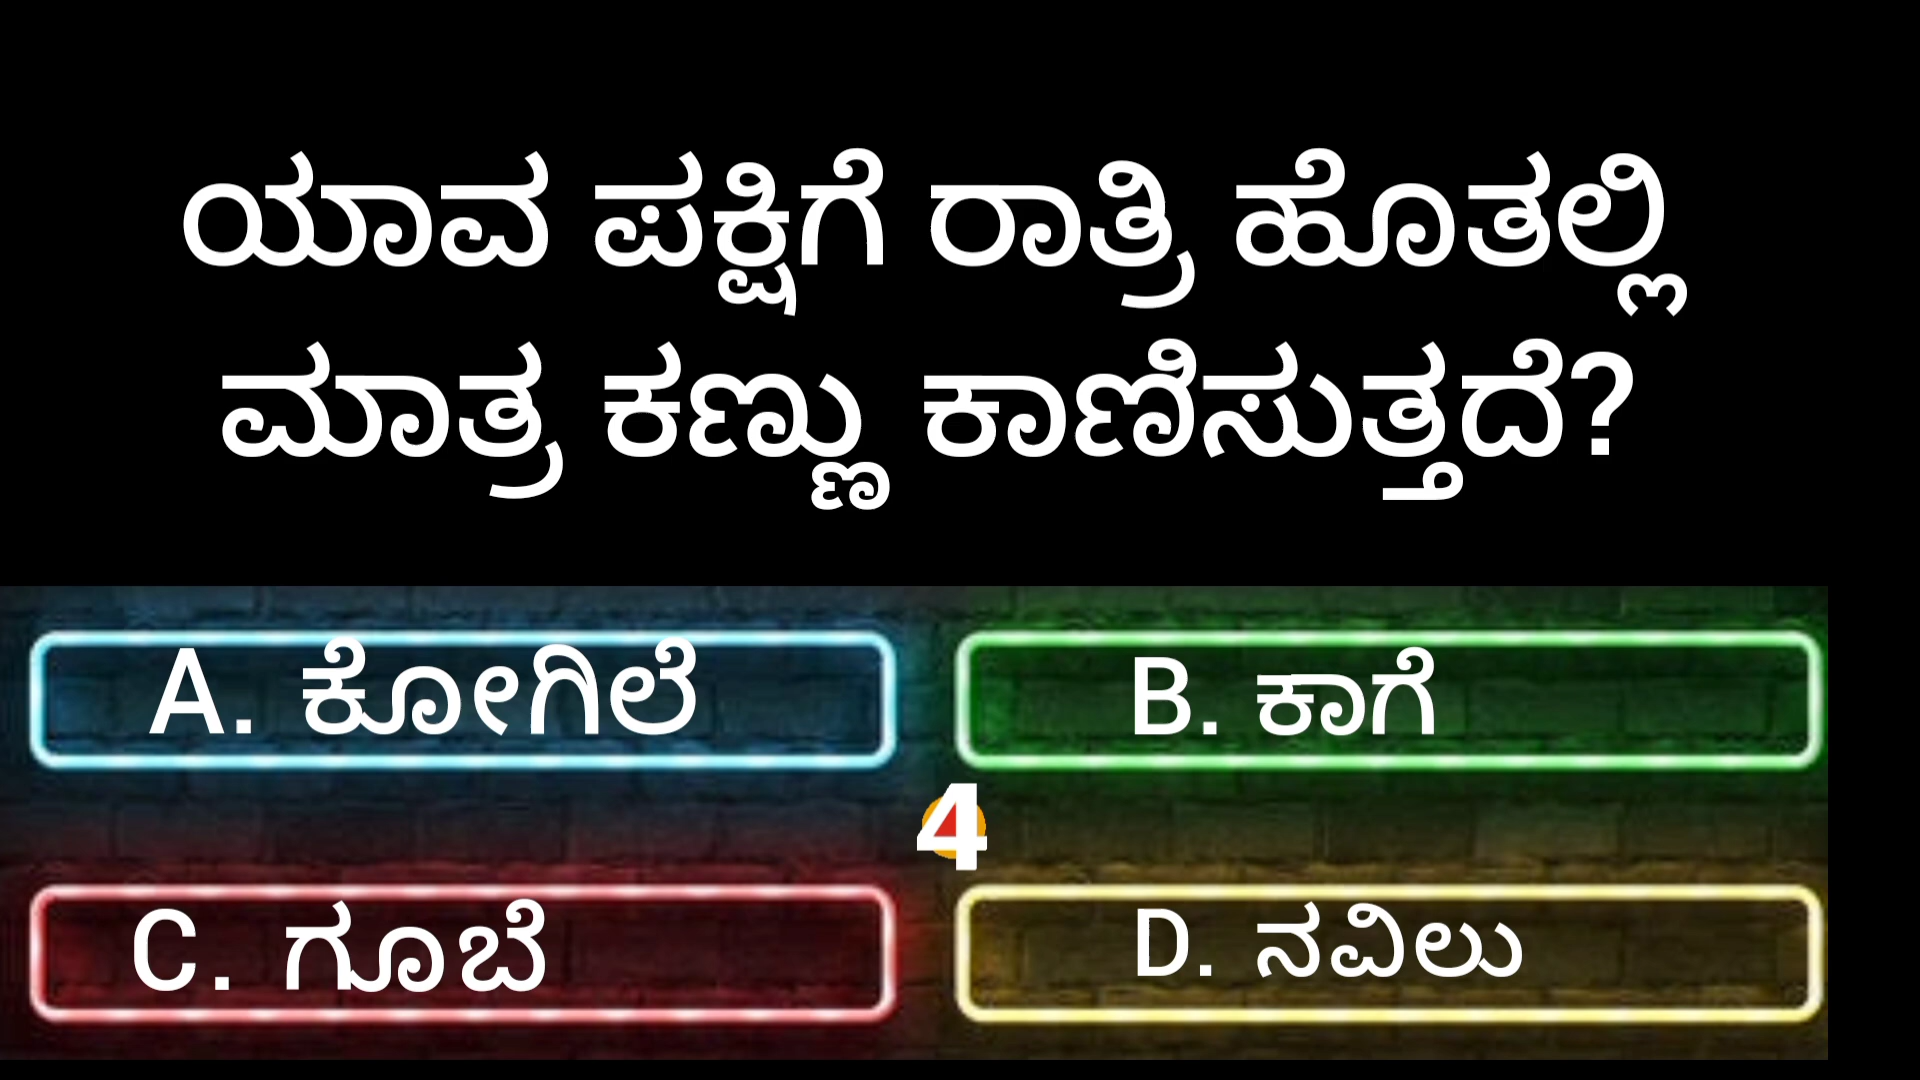 ಯಾವ ಪಕ್ಷಿಗೆ ರಾತ್ರಿ ಹೊತಲ್ಲಿ
ಮಾತ್ರ ಕಣ್ಣು ಕಾಣಿಸುತ್ತದೆ?
A. ಕೋಗಿಲೆ
B. ಕಾಗೆ
4
C. ಗೂಬೆ
D. ನವಿಲು